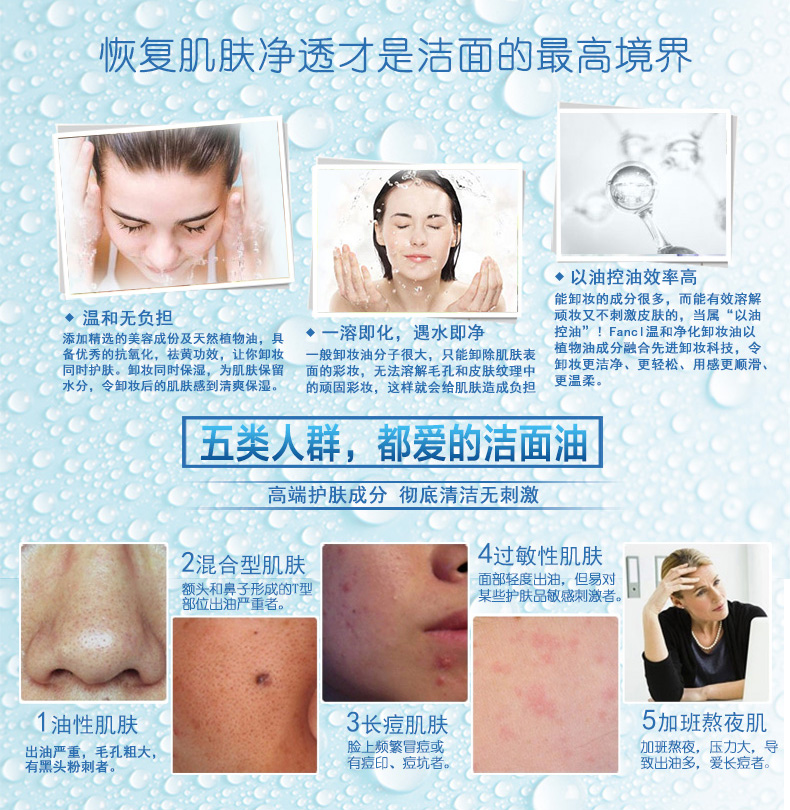 恢复肌肤净透才是洁面的最高境界
◆ 温和无负担
添加精选的美容成份及天然植物油，具
备优秀的抗氧化，祛黄功效，让你卸妆
同时护肤。卸妆同时保湿，为肌肤保留
水分，令卸妆后的肌肤感到清爽保湿。
◆ 一溶即化，遇水即净
一般卸妆油分子很大，只能卸除肌肤表
面的彩妆，无法溶解毛孔和皮肤纹理中
的顽固彩妆，这样就会给肌肤造成负担
◆ 以油控油效率高
能卸妆的成分很多，而能有效溶解
顽妆又不刺激皮肤的，当属“以油
控油”！Fancl温和净化卸妆油以
植物油成分融合先进卸妆科技，令
卸妆更洁净、更轻松、用感更顺滑、
更温柔。
五类人群，都爱的洁面油
高端护肤成分 彻底清洁无刺激
1油性肌肤
出油严重，毛孔粗大，
有黑头粉刺者。
2混合型肌肤
额头和鼻子形成的T型
部位出油严重者。
3长痘肌肤
脸上频繁冒痘或
有痘印、痘坑者。
4过敏性肌肤
面部轻度出油，但易对
某些护肤品敏感刺激者。
5加班熬夜肌
加班熬夜，压力大，导
致出油多，爱长痘者。